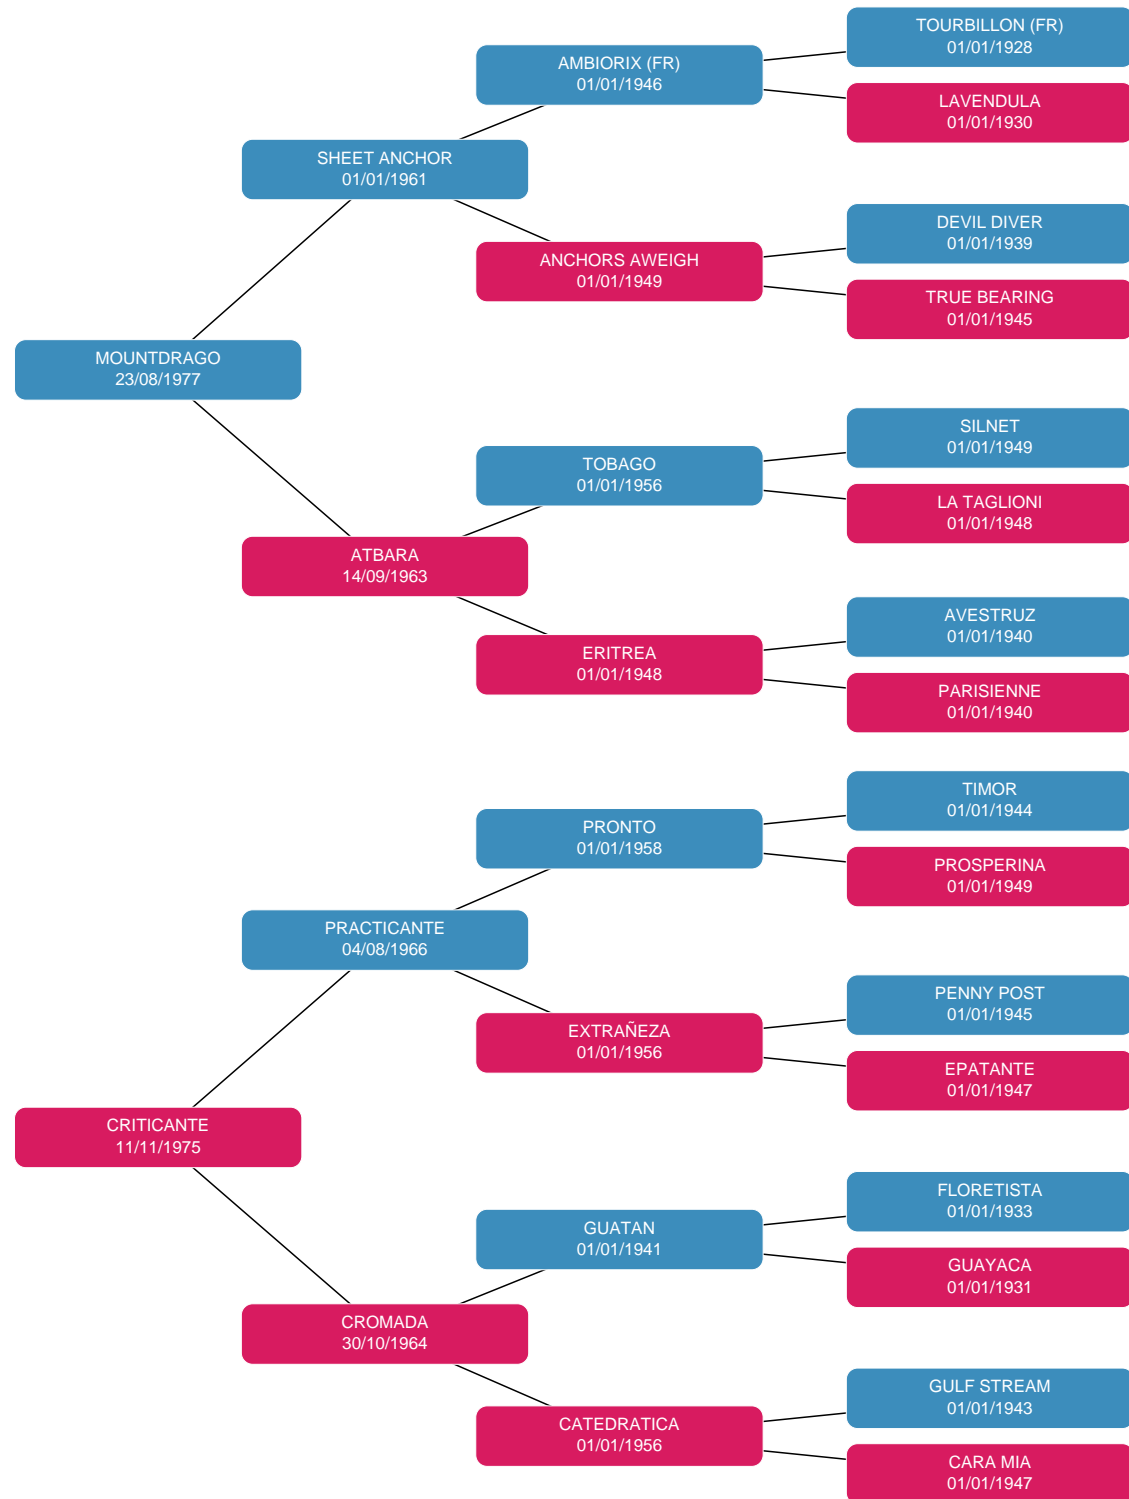 TOURBILLON (FR)
01/01/1928
AMBIORIX (FR)
01/01/1946
LAVENDULA
01/01/1930
SHEET ANCHOR
01/01/1961
DEVIL DIVER
01/01/1939
ANCHORS AWEIGH
01/01/1949
TRUE BEARING
01/01/1945
MOUNTDRAGO
23/08/1977
SILNET
01/01/1949
TOBAGO
01/01/1956
LA TAGLIONI
01/01/1948
ATBARA
14/09/1963
AVESTRUZ
01/01/1940
ERITREA
01/01/1948
PARISIENNE
01/01/1940
TIMOR
01/01/1944
PRONTO
01/01/1958
PROSPERINA
01/01/1949
PRACTICANTE
04/08/1966
PENNY POST
01/01/1945
EXTRAÑEZA
01/01/1956
EPATANTE
01/01/1947
CRITICANTE
11/11/1975
FLORETISTA
01/01/1933
GUATAN
01/01/1941
GUAYACA
01/01/1931
CROMADA
30/10/1964
GULF STREAM
01/01/1943
CATEDRATICA
01/01/1956
CARA MIA
01/01/1947